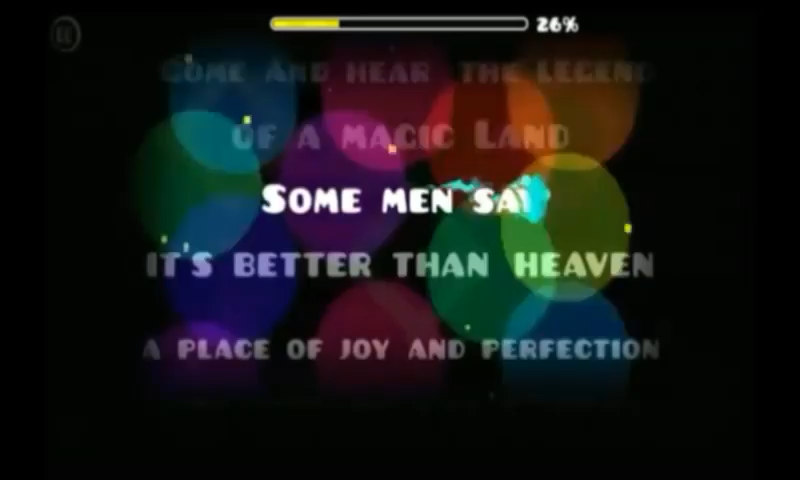 26%
COME AND HEAR THE LEGEND
OF A MAGIC LAND
SOME MEN SAY
IT'S BETTER THAN HEAVEN
A PLACE OF JOY AND PERFECTION